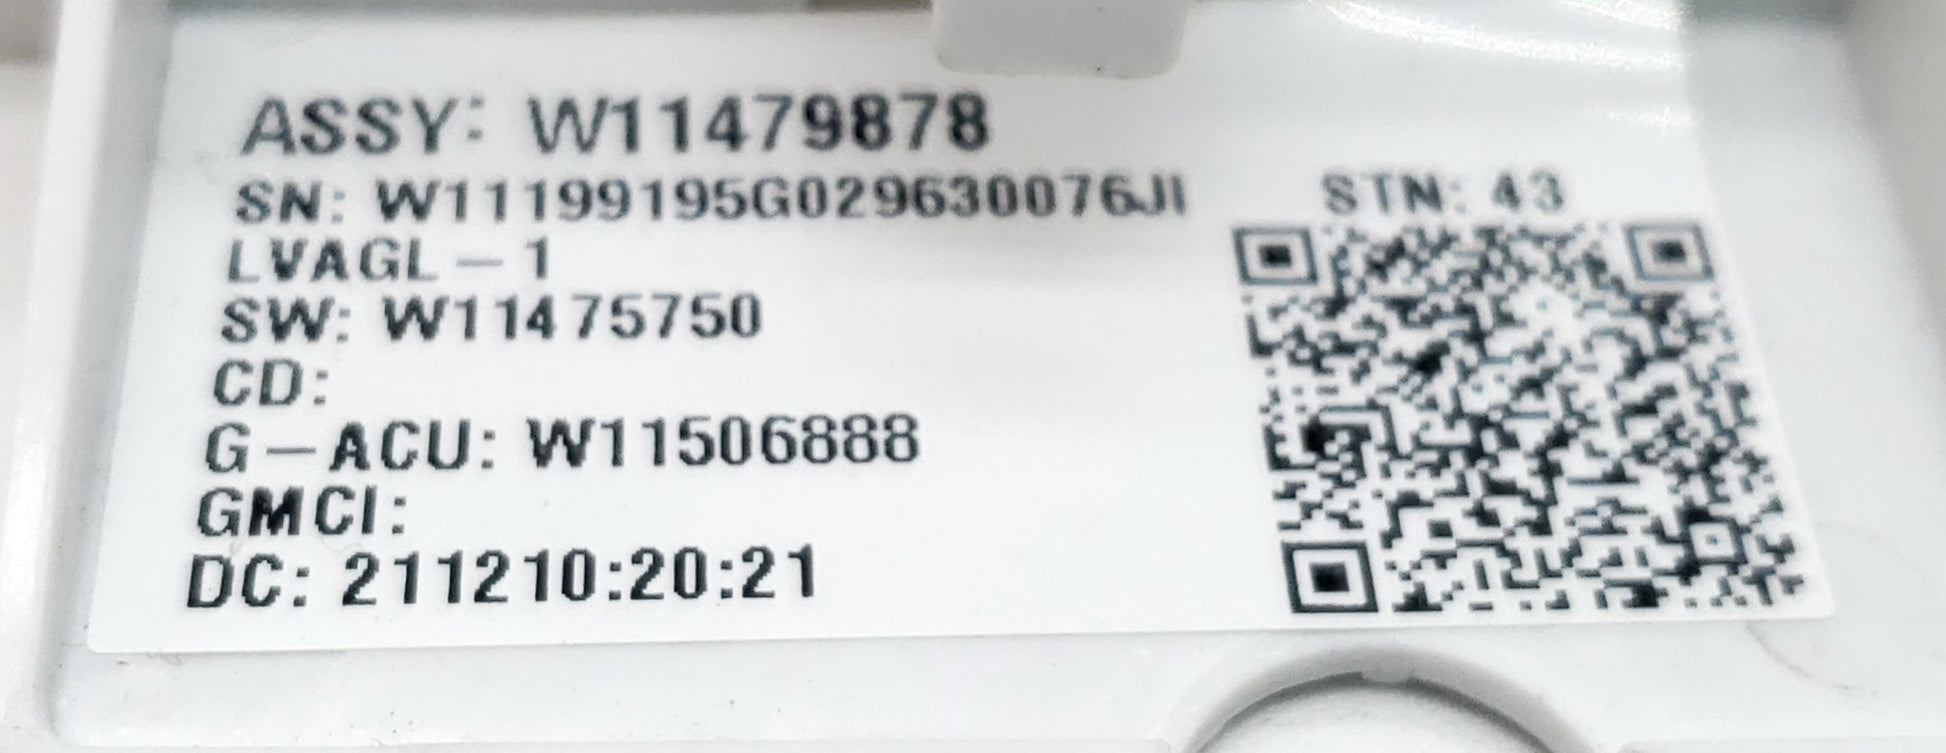 ASSY: W11479878
SN: W11199195G029630076JI
STN: 43
LVAGL-1
SW: W11475750
CD:
G-ACU: W11506888
GMCI:
DC: 211210:20:21